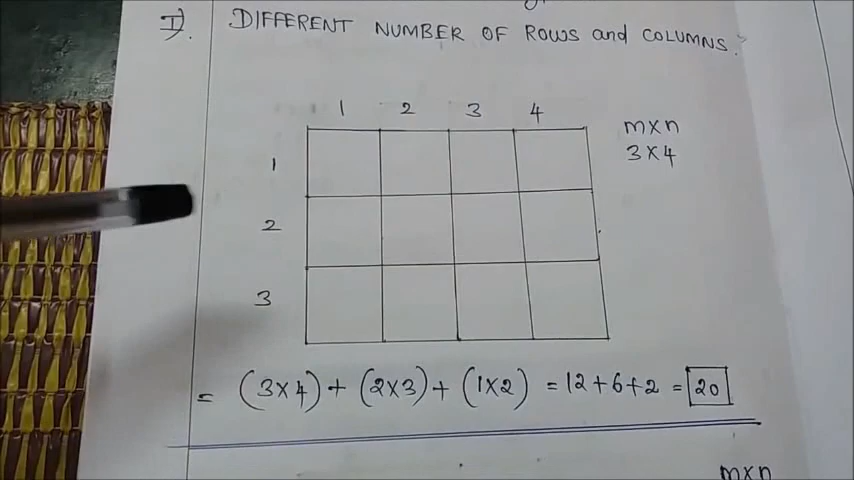 I). DIFFERENT NUMBER OF ROWS and COLUMNS.
1 2 3 4
m×n
3×4
1
2
3
= (3×4) + (2×3) + (1×2) = 12+6+2 = 20
m×n